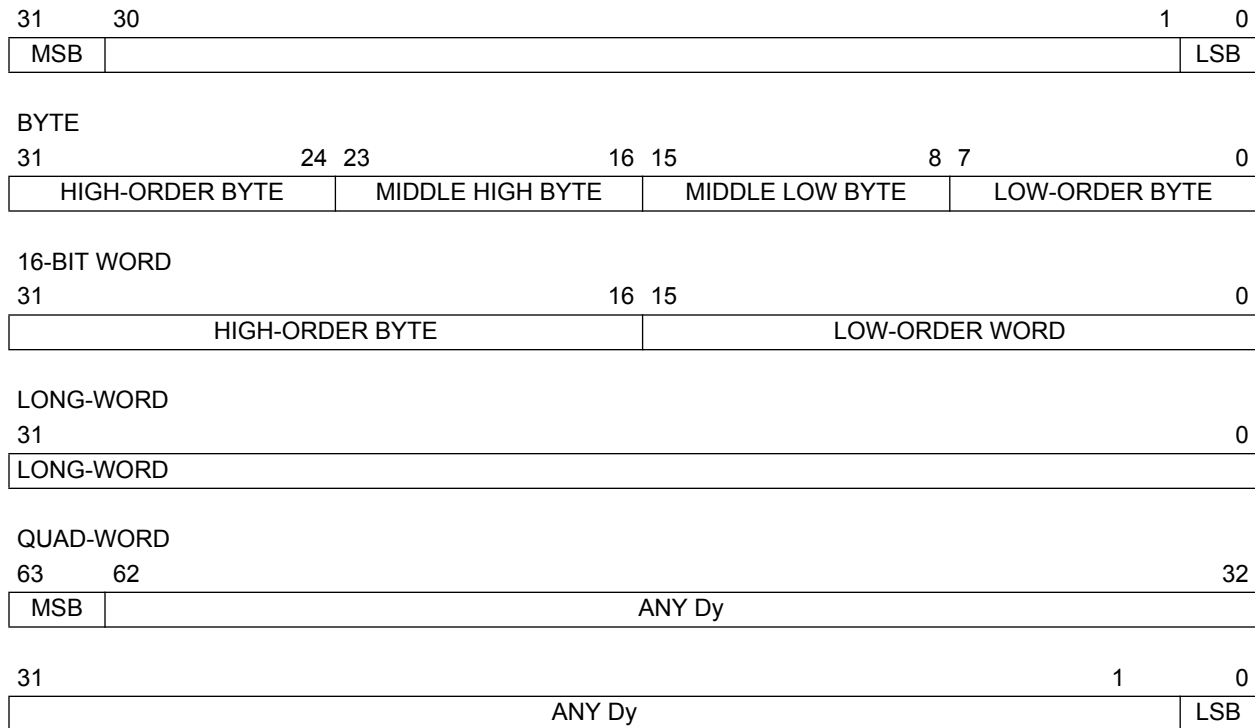 31 30 1 0
MSB LSB
BYTE
31 24 23 16 15 8 7 0
HIGH-ORDER BYTE MIDDLE HIGH BYTE MIDDLE LOW BYTE LOW-ORDER BYTE
16-BIT WORD
31 16 15 0
HIGH-ORDER BYTE LOW-ORDER WORD
LONG-WORD
31 0
LONG-WORD
QUAD-WORD
63 62 32
MSB ANY Dy
31 1 0
ANY Dy LSB